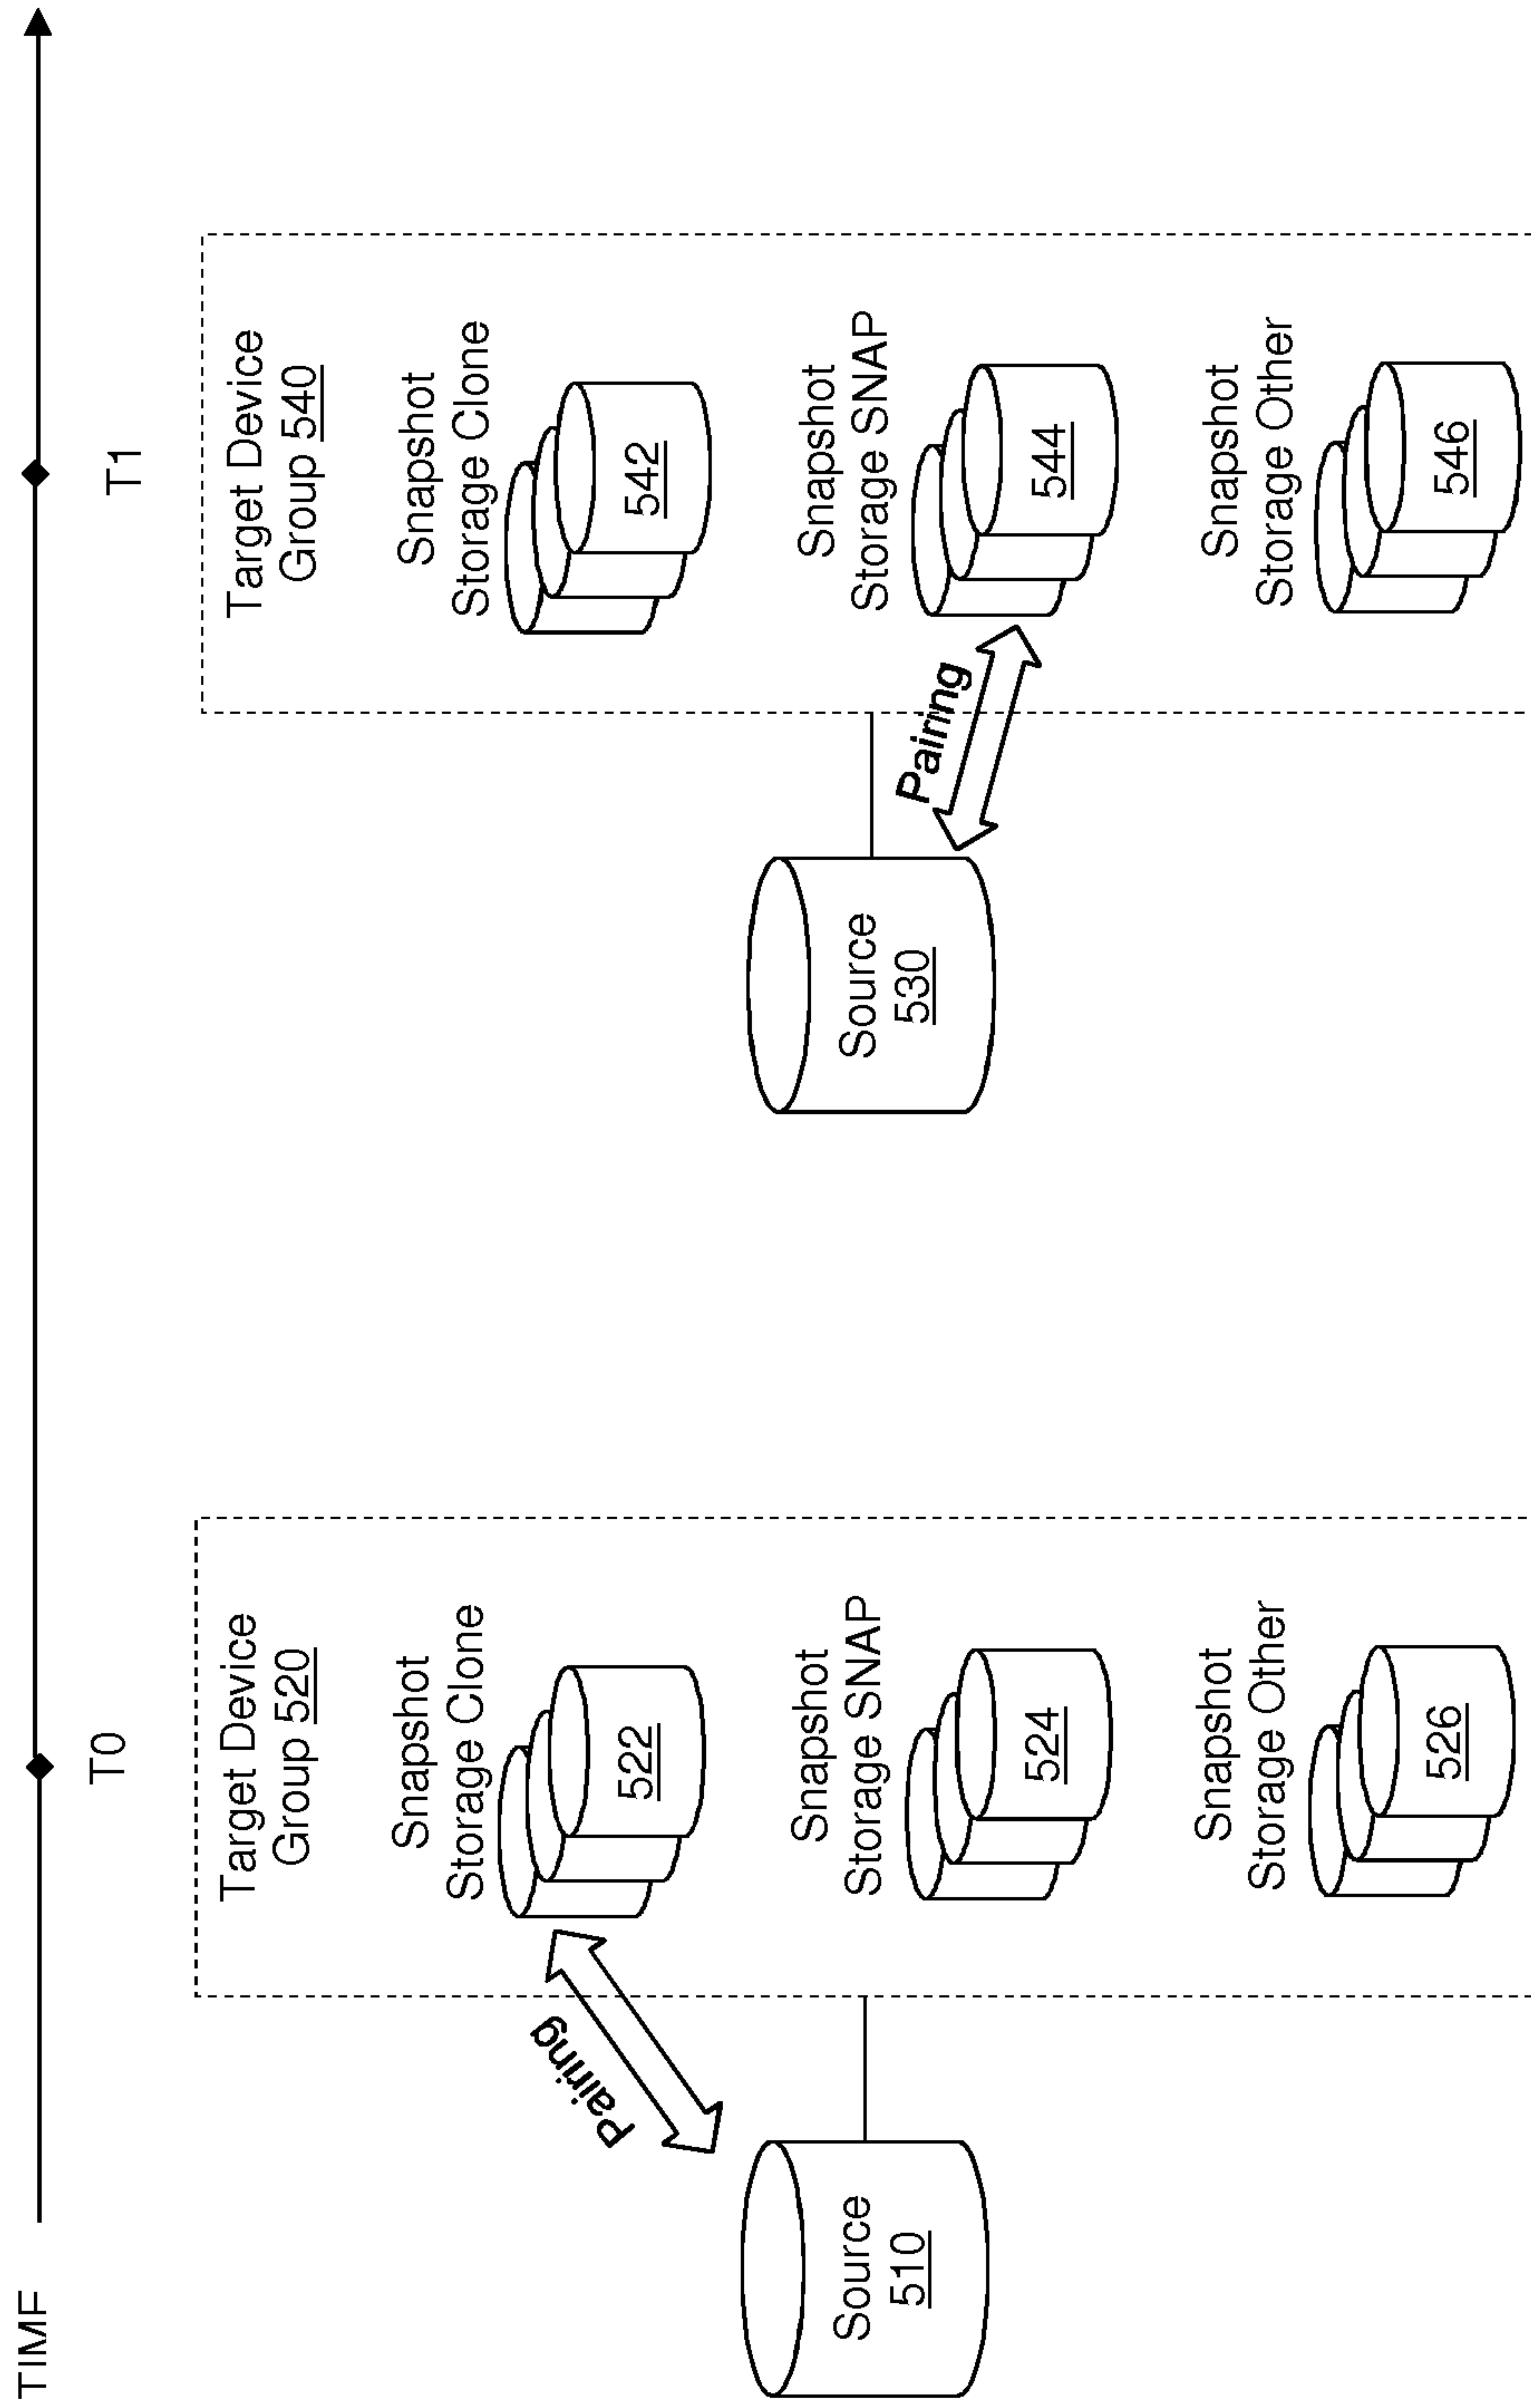 TIMF
T0
T1
Target Device
Group 520
Snapshot
Storage Clone
522
Pairing
Snapshot
Storage SNAP
524
Source
510
Snapshot
Storage Other
526
Target Device
Group 540
Snapshot
Storage Clone
542
Snapshot
Storage SNAP
544
Pairing
Source
530
Snapshot
Storage Other
546